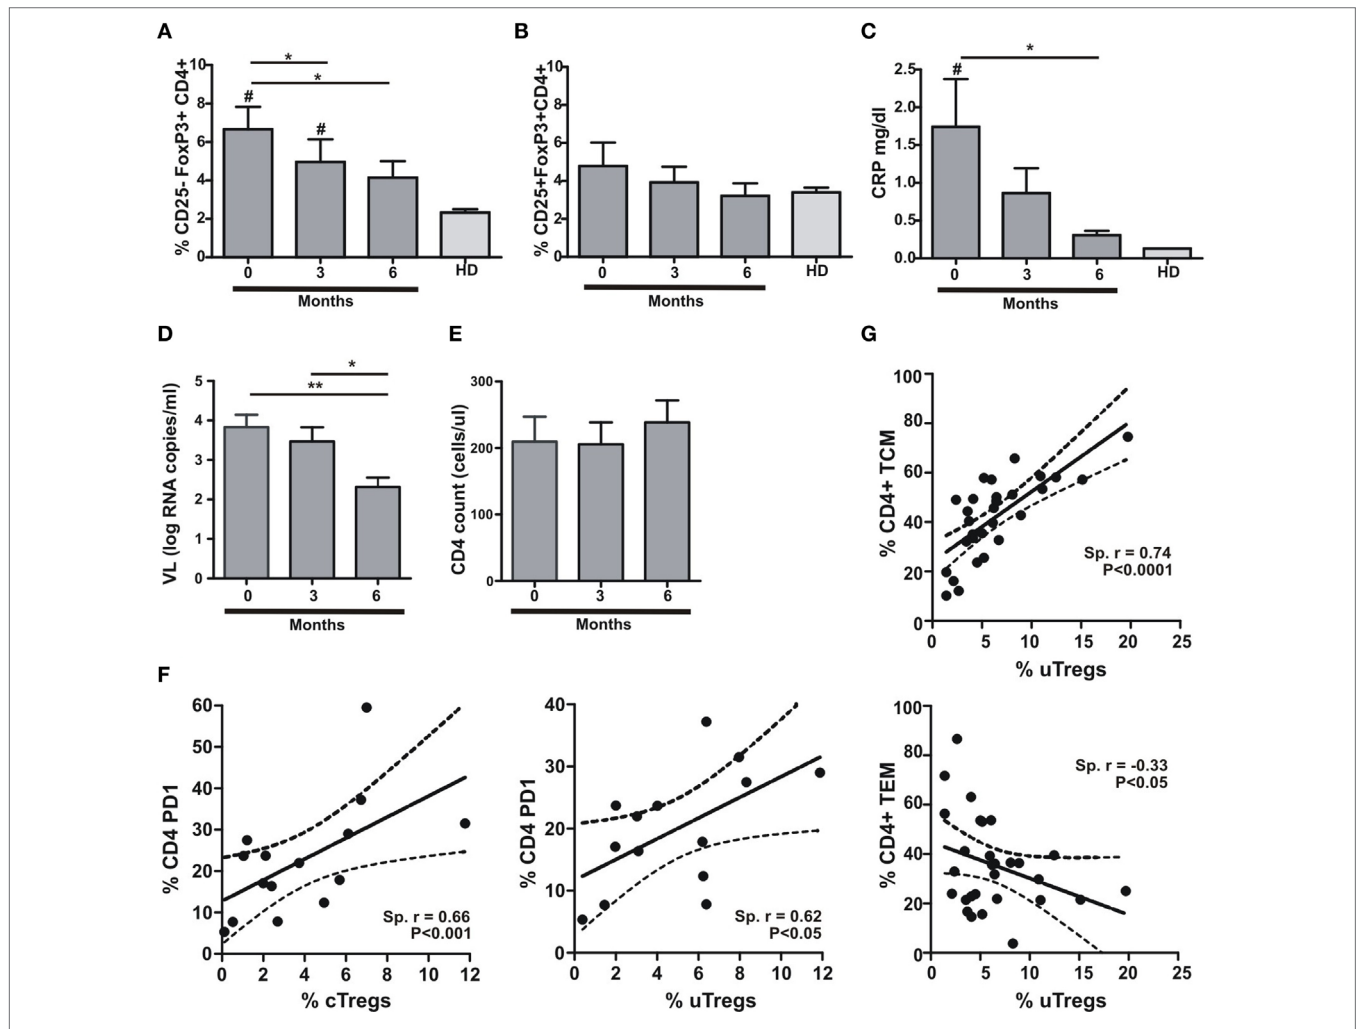 A
% CD25- FoxP3+ CD4+
10
8
6
4
2
0
*
*
#
#
0 3 6 HD
Months
B
% CD25+FoxP3+CD4+
10
8
6
4
2
0
0 3 6 HD
Months
C
CRP mg/dl
2.5
2.0
1.5
1.0
0.5
0.0
*
#
0 3 6 HD
Months
D
VL (log RNA copies/ml)
5
4
3
2
1
0
*
**
0 3 6
Months
E
CD4 count (cells/ul)
300
200
100
0
0 3 6
Months
G
% CD4+ TCM
100
80
60
40
20
0
Sp. r = 0.74
P<0.0001
0 5 10 15 20 25
% uTregs
F
% CD4 PD1
60
50
40
30
20
10
0
Sp. r = 0.66
P<0.001
0 2 4 6 8 10 12
% cTregs
% CD4 PD1
40
30
20
10
0
Sp. r = 0.62
P<0.05
0 2 4 6 8 10 12
% uTregs
% CD4+ TEM
100
80
60
40
20
0
Sp. r = -0.33
P<0.05
0 5 10 15 20 25
% uTregs